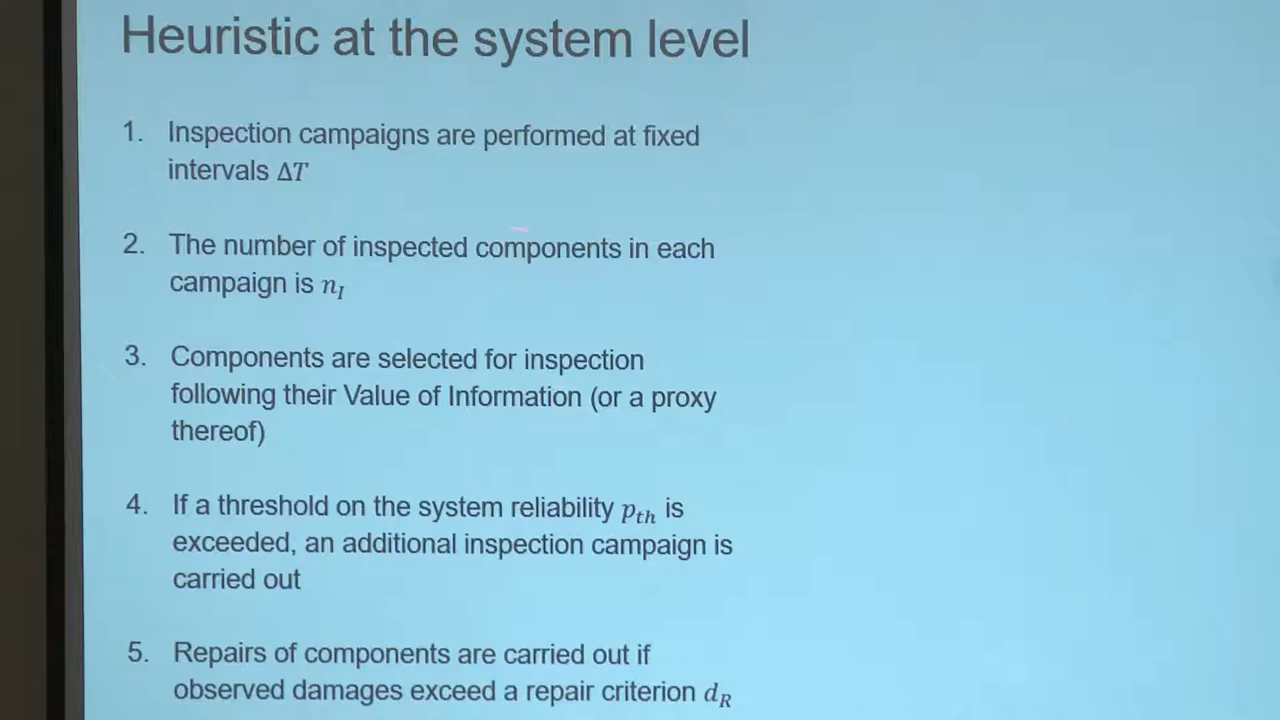 Heuristic at the system level
1. Inspection campaigns are performed at fixed
intervals ΔT
2. The number of inspected components in each
campaign is n_I
3. Components are selected for inspection
following their Value of Information (or a proxy
thereof)
4. If a threshold on the system reliability p_th is
exceeded, an additional inspection campaign is
carried out
5. Repairs of components are carried out if
observed damages exceed a repair criterion d_R